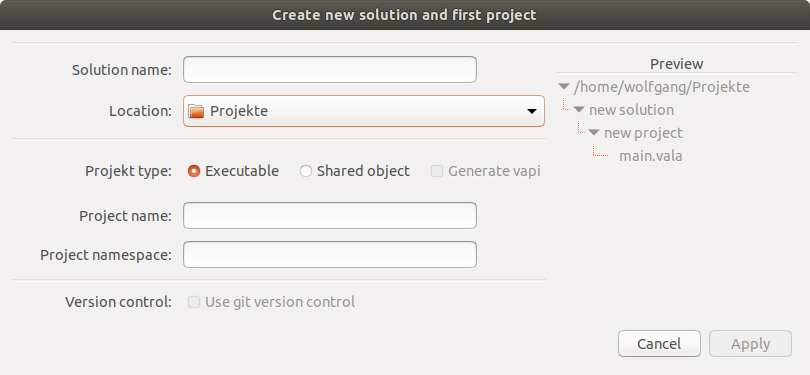 Create new solution and first project
Solution name:
Location: Projekte
Projekt type: Executable Shared object Generate vapi
Project name:
Project namespace:
Version control: Use git version control
Preview
/home/wolfgang/Projekte
new solution
new project
main.vala
Cancel Apply